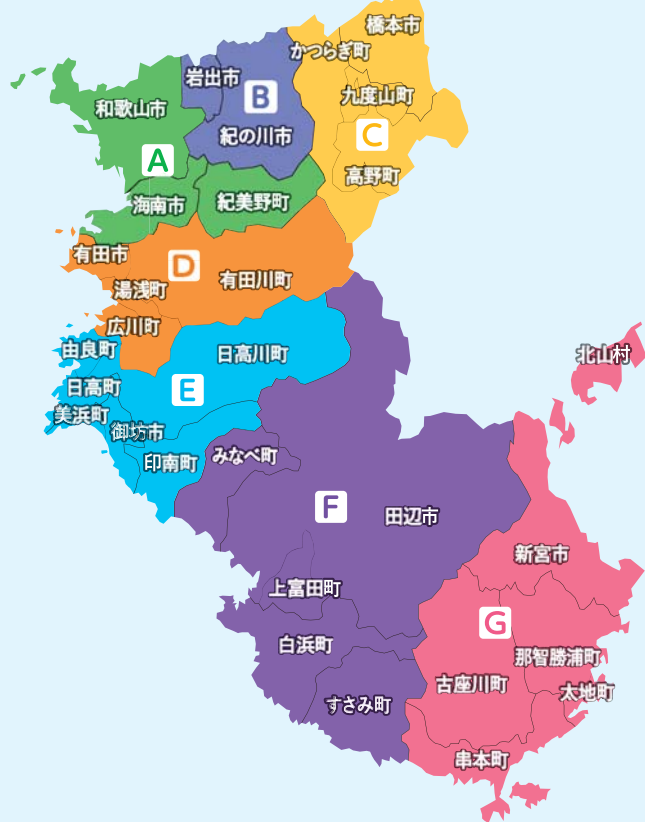 橋本市
かつらぎ町
岩出市
B
九度山町
和歌山市
紀の川市
C
A
高野町
海南市
紀美野町
有田市
D
有田川町
湯浅町
広川町
由良町
日高川町
北山村
日高町
E
美浜町
御坊市
みなべ町
印南町
F
田辺市
新宮市
上富田町
G
白浜町
那智勝浦町
古座川町
太地町
すさみ町
串本町